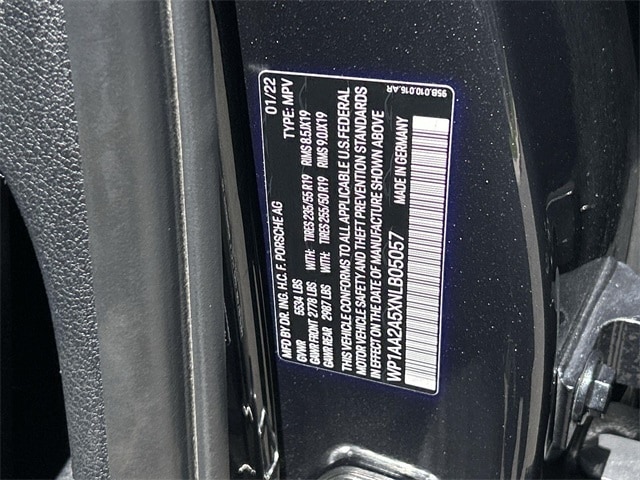 MFD BY DR. ING. H.C. F. PORSCHE AG 01/22
GVWR 5534 LBS TYPE: MPV
GAWR FRONT 2778 LBS WITH TIRES 235/55 R19 RIMS 8.5JX19
GAWR REAR 2987 LBS WITH TIRES 255/50 R19 RIMS 9.0JX19
THIS VEHICLE CONFORMS TO ALL APPLICABLE U.S.FEDERAL
MOTOR VEHICLE SAFETY AND THEFT PREVENTION STANDARDS
IN EFFECT ON THE DATE OF MANUFACTURE SHOWN ABOVE
WP1AA2A5XNLB05057 MADE IN GERMANY
95B.010.016.AR